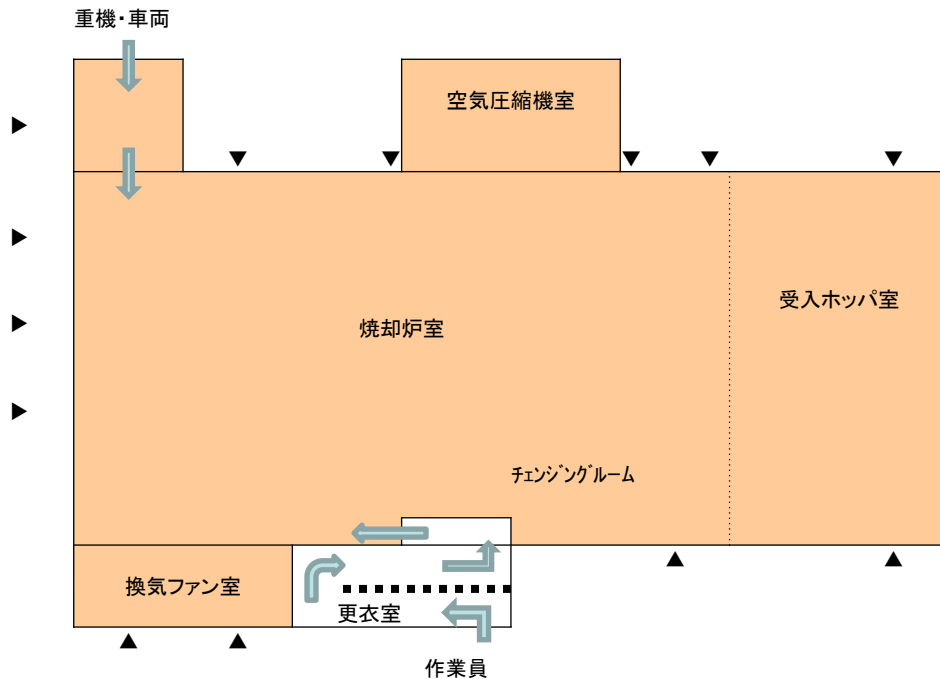 重機・車両
空気圧縮機室
受入ホッパ室
焼却炉室
ﾁｪﾝｼﾞﾝｸﾞﾙｰﾑ
換気ファン室
更衣室
作業員